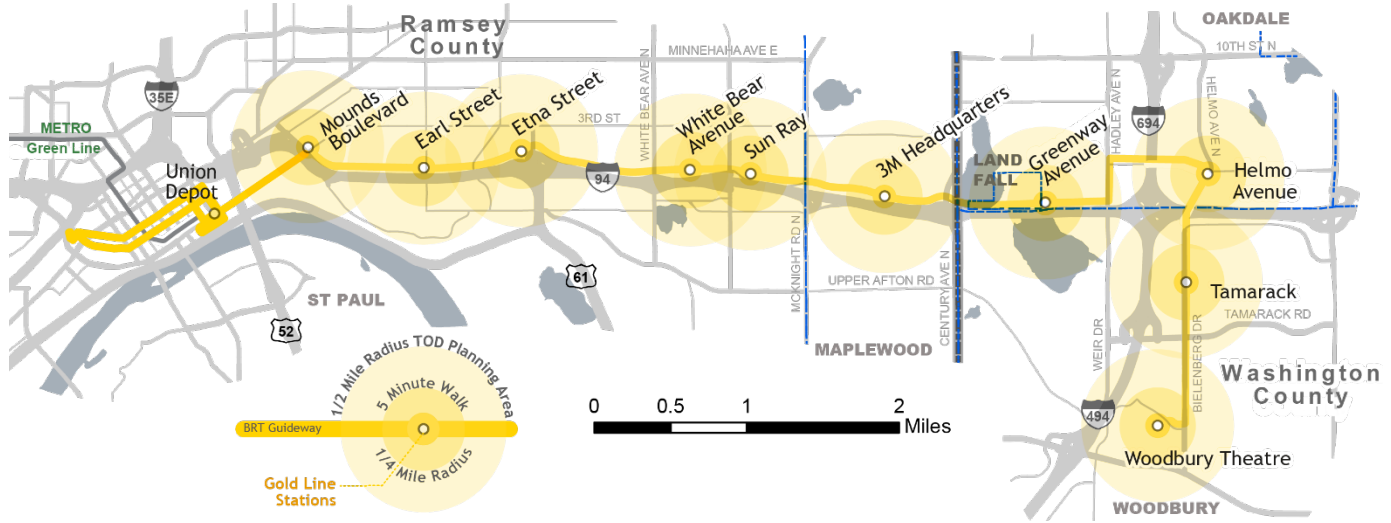 Ramsey
County
OAKDALE
MINNEHAHA AVE E
10TH ST N
35E
METRO
Green Line
Union
Depot
Mounds
Boulevard
Earl Street
Etna Street
3RD ST
WHITE BEAR AVE N
White Bear
Avenue
Sun Ray
94
3M Headquarters
LAND
FALL
Greenway
Avenue
HADLEY AVE N
694
HELMO AVE N
Helmo
Avenue
MCKNIGHT RD N
UPPER AFTON RD
CENTURY AVE N
61
ST PAUL
52
MAPLEWOOD
WEIR DR
Tamarack
TAMARACK RD
BIELENBERG DR
Washington
County
494
Woodbury Theatre
WOODBURY
1/2 Mile Radius TOD Planning Area
5 Minute Walk
BRT Guideway
1/4 Mile Radius
Gold Line
Stations
0 0.5 1 2
Miles